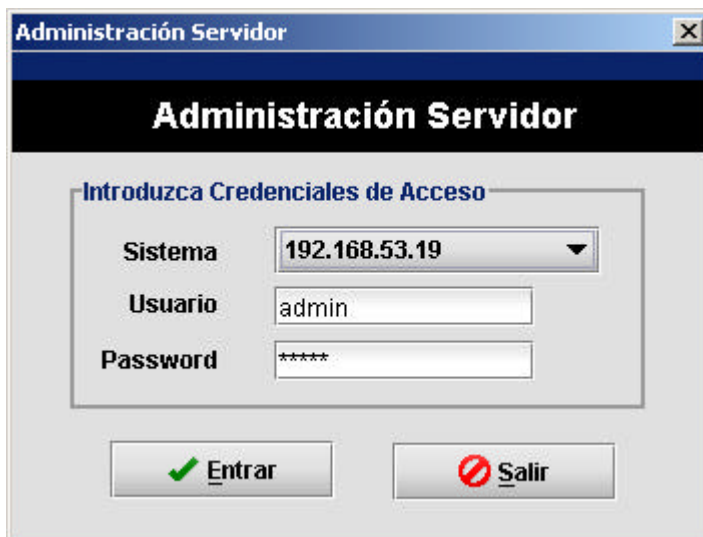 Administración Servidor
Administración Servidor
Introduzca Credenciales de Acceso
Sistema 192.168.53.19
Usuario admin
Password *****
Entrar Salir